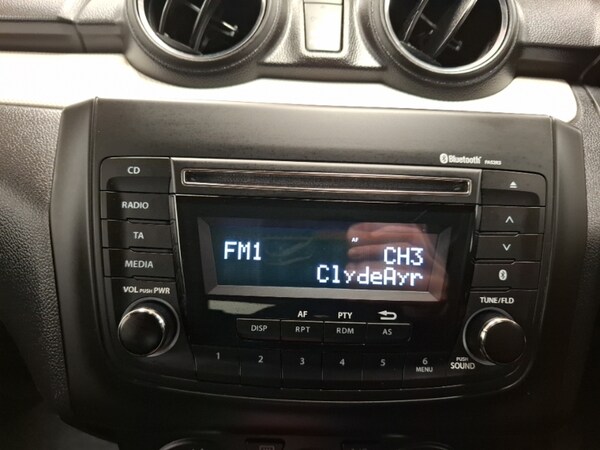 Bluetooth
CD
RADIO
TA
MEDIA
VOL PUSH PWR
FM1 AF CH3
ClydeAyr
TUNE/FLD
AF PTY
DISP RPT RDM AS
1 2 3 4 5 6
MENU
PUSH
SOUND